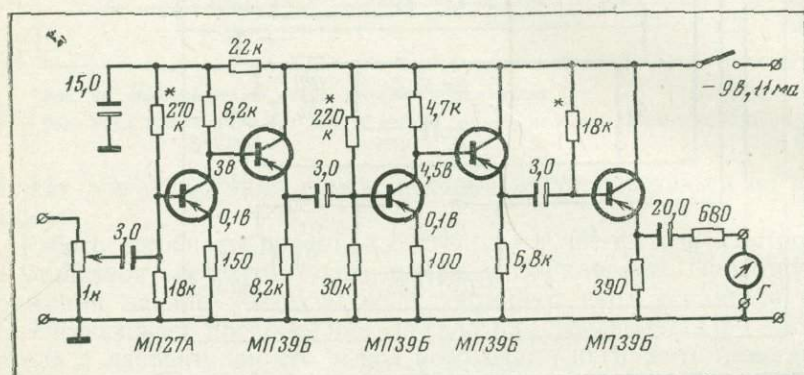 22к
15,0
*
270
к
8,2к
*
220
к
4,7к
*
18к
– 9в, 11ма
3в
3,0
4,5в
3,0
0,1в
0,1в
20,0
680
3,0
150
100
1к
18к
8,2к
30к
6,8к
390
Г
МП27А
МП39Б
МП39Б
МП39Б
МП39Б